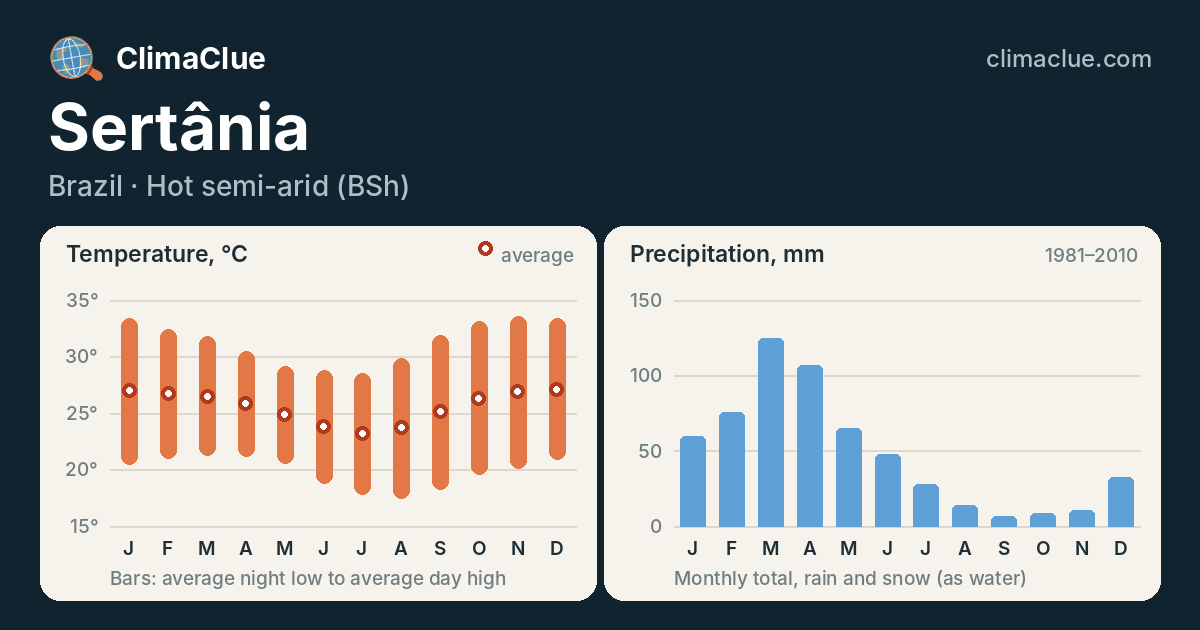 ClimaClue
climaclue.com
Sertânia
Brazil · Hot semi-arid (BSh)
Temperature, °C
average
35°
30°
25°
20°
15°
J F M A M J J A S O N D
Bars: average night low to average day high
Precipitation, mm
1981–2010
150
100
50
0
J F M A M J J A S O N D
Monthly total, rain and snow (as water)